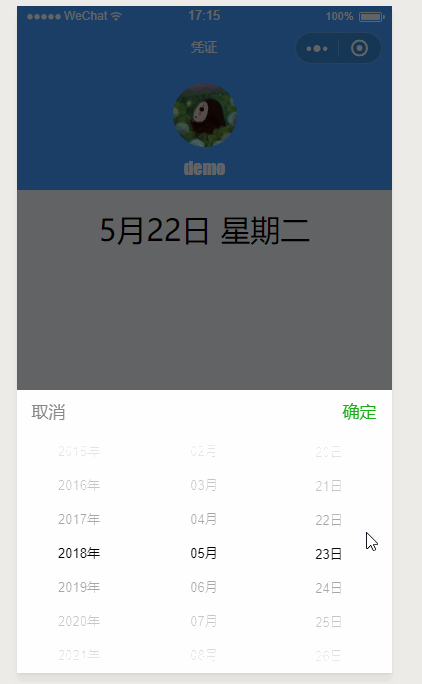 WeChat 17:15 100%
凭证
demo
5月22日 星期二
取消 确定
2015年 02月 20日
2016年 03月 21日
2017年 04月 22日
2018年 05月 23日
2019年 06月 24日
2020年 07月 25日
2021年 08月 26日